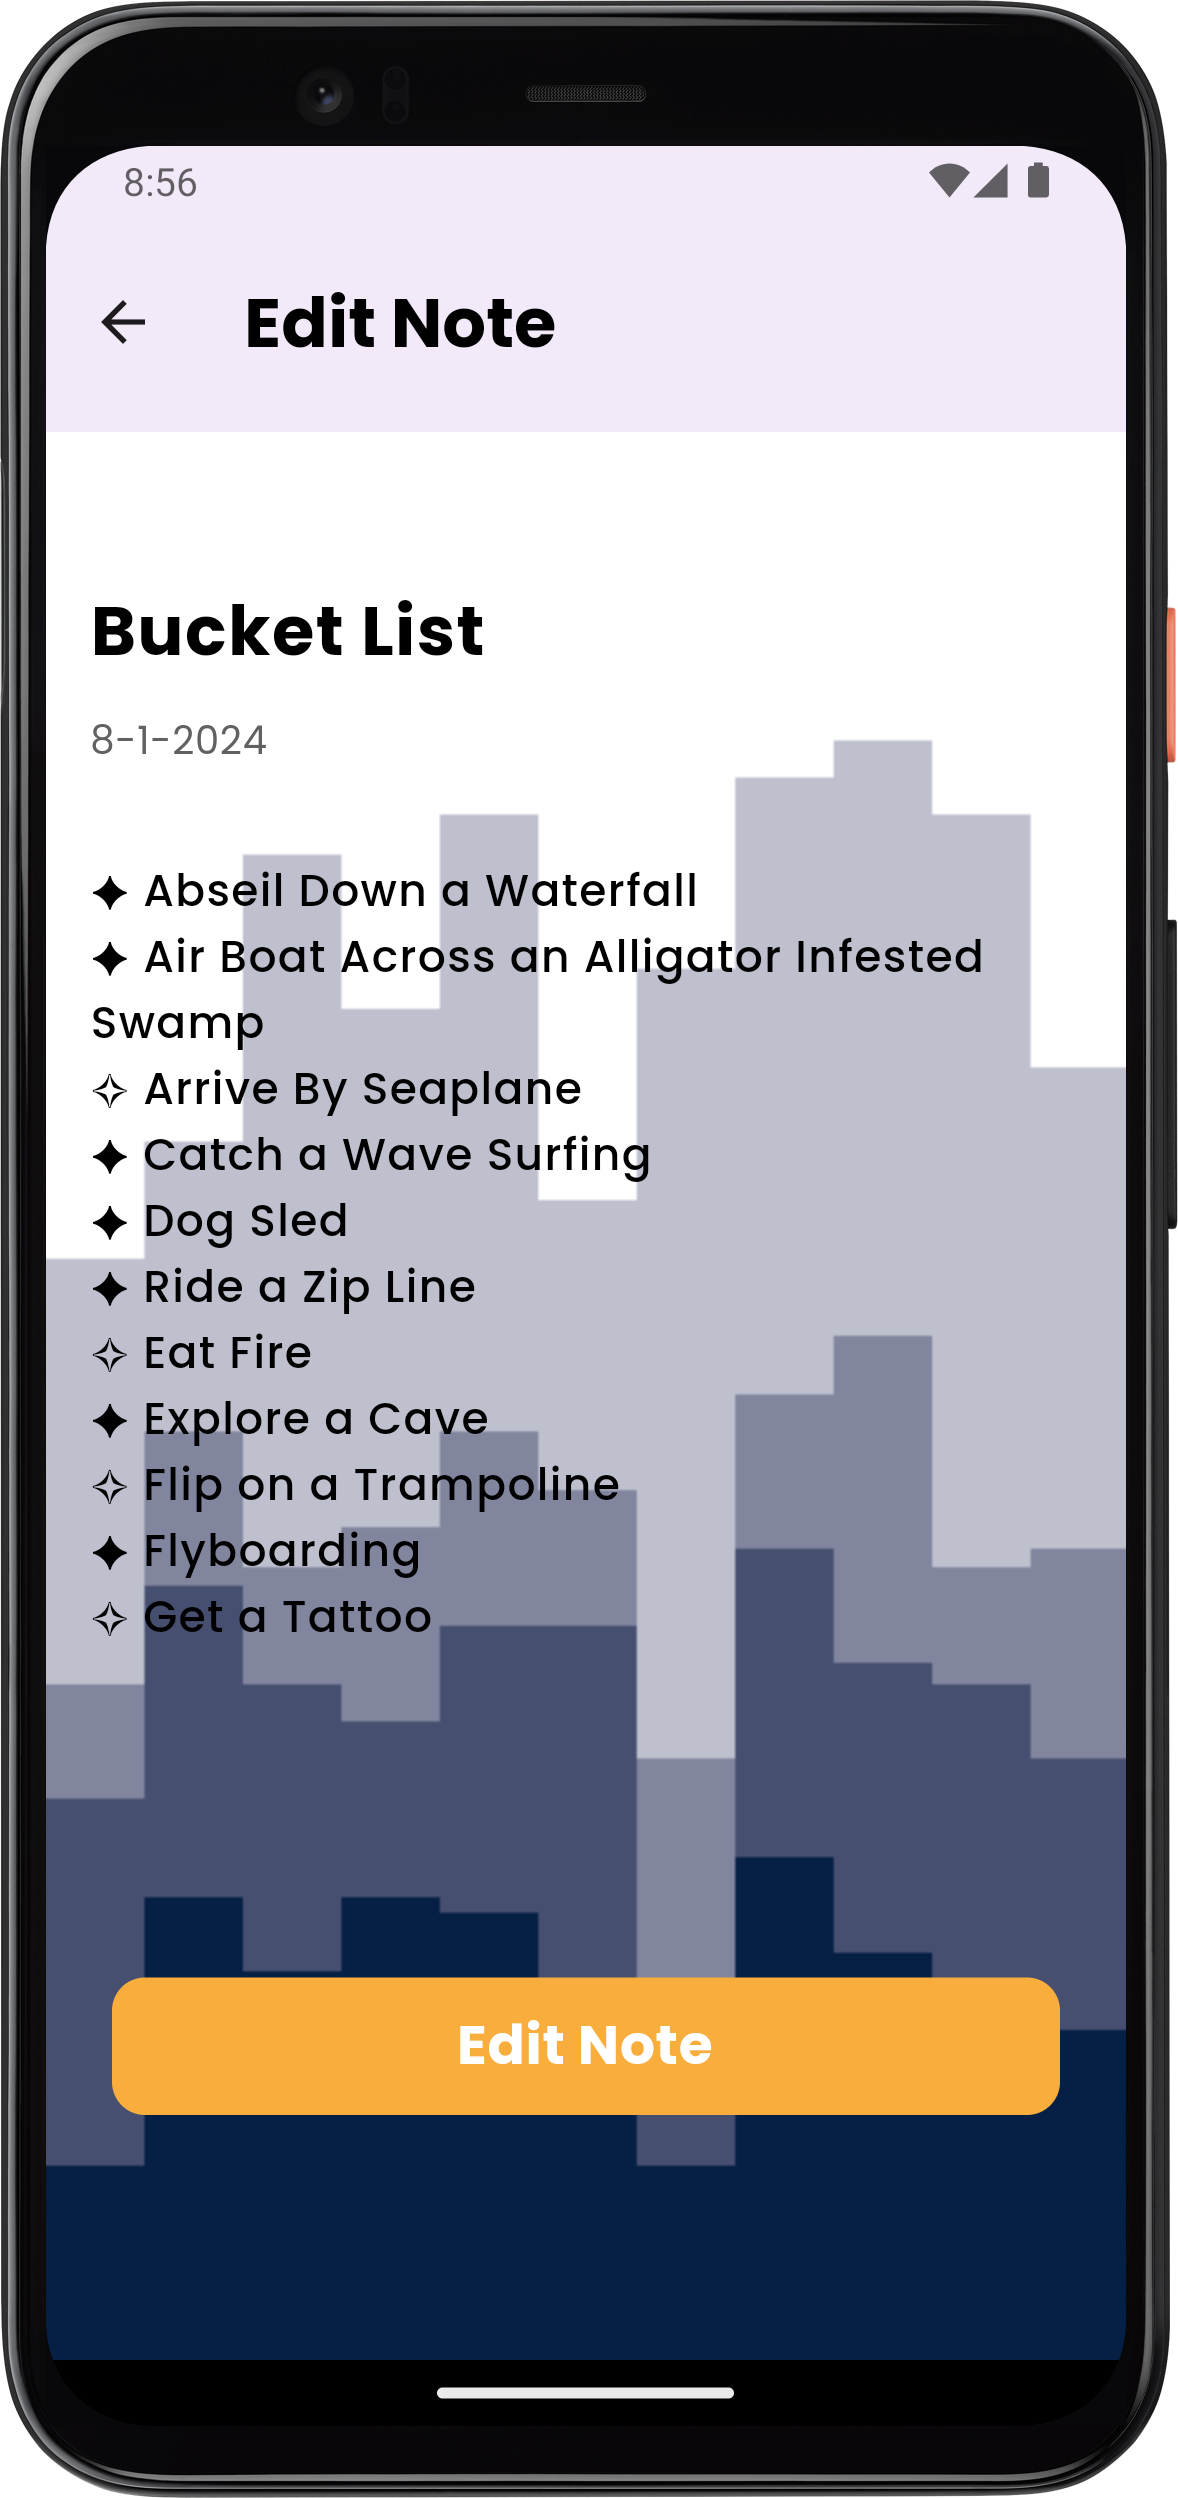 8:56
Edit Note
Bucket List
8-1-2024
✦ Abseil Down a Waterfall
✦ Air Boat Across an Alligator Infested
Swamp
✧ Arrive By Seaplane
✦ Catch a Wave Surfing
✦ Dog Sled
✦ Ride a Zip Line
✧ Eat Fire
✦ Explore a Cave
✧ Flip on a Trampoline
✦ Flyboarding
✧ Get a Tattoo
Edit Note